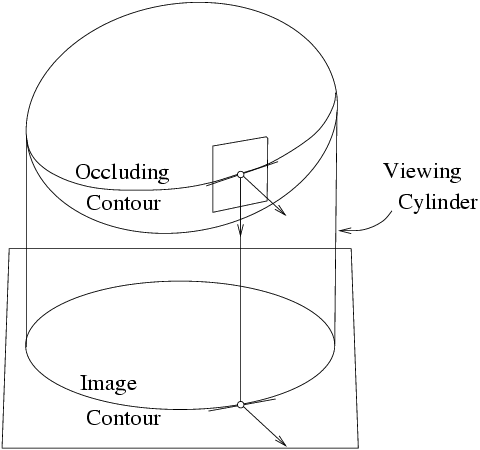 Occluding
Contour
Viewing
Cylinder
Image
Contour